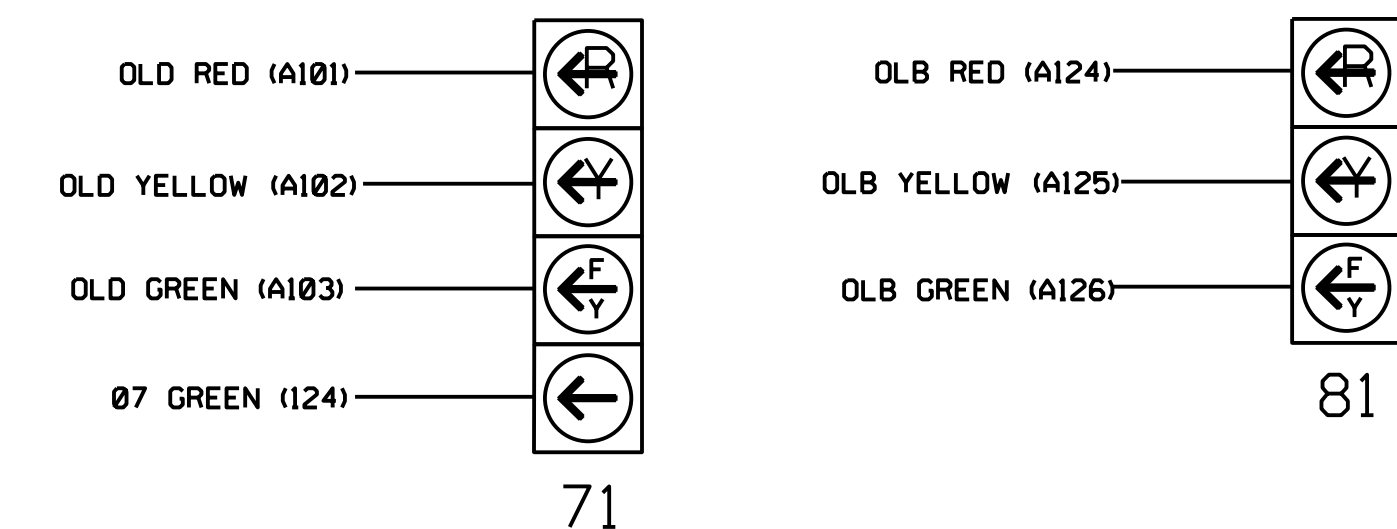 OLD RED (A101)
R
OLD YELLOW (A102)
Y
OLD GREEN (A103)
F
Y
07 GREEN (124)
71
OLB RED (A124)
R
OLB YELLOW (A125)
Y
OLB GREEN (A126)
F
Y
81